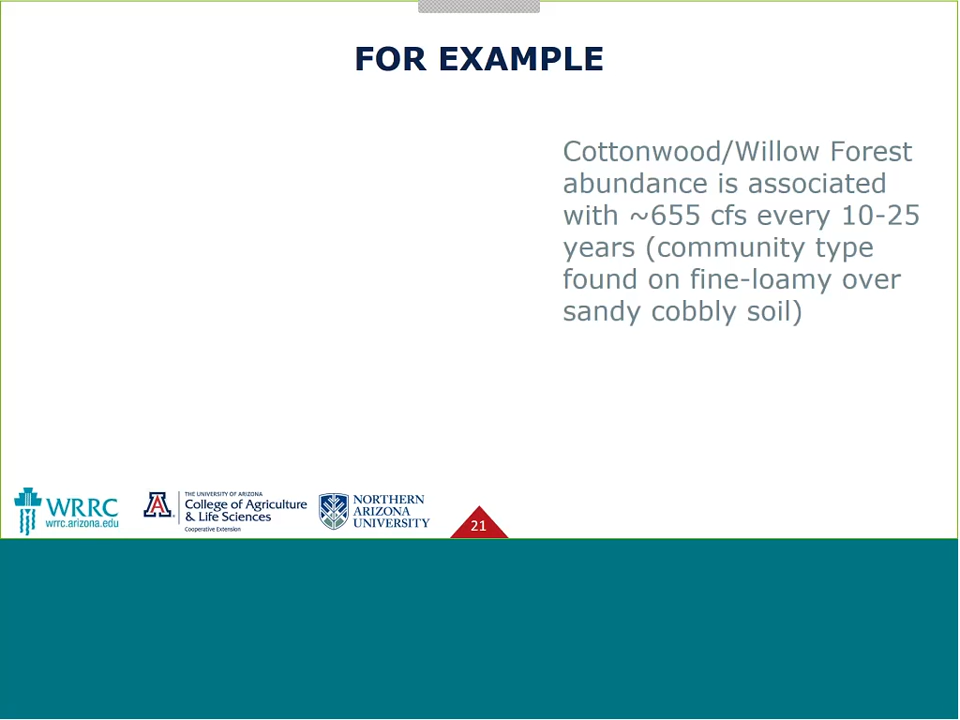 FOR EXAMPLE
Cottonwood/Willow Forest
abundance is associated
with ~655 cfs every 10-25
years (community type
found on fine-loamy over
sandy cobbly soil)
WRRC
wrrc.arizona.edu
A
THE UNIVERSITY OF ARIZONA
College of Agriculture
& Life Sciences
Cooperative Extension
NORTHERN
ARIZONA
UNIVERSITY
21